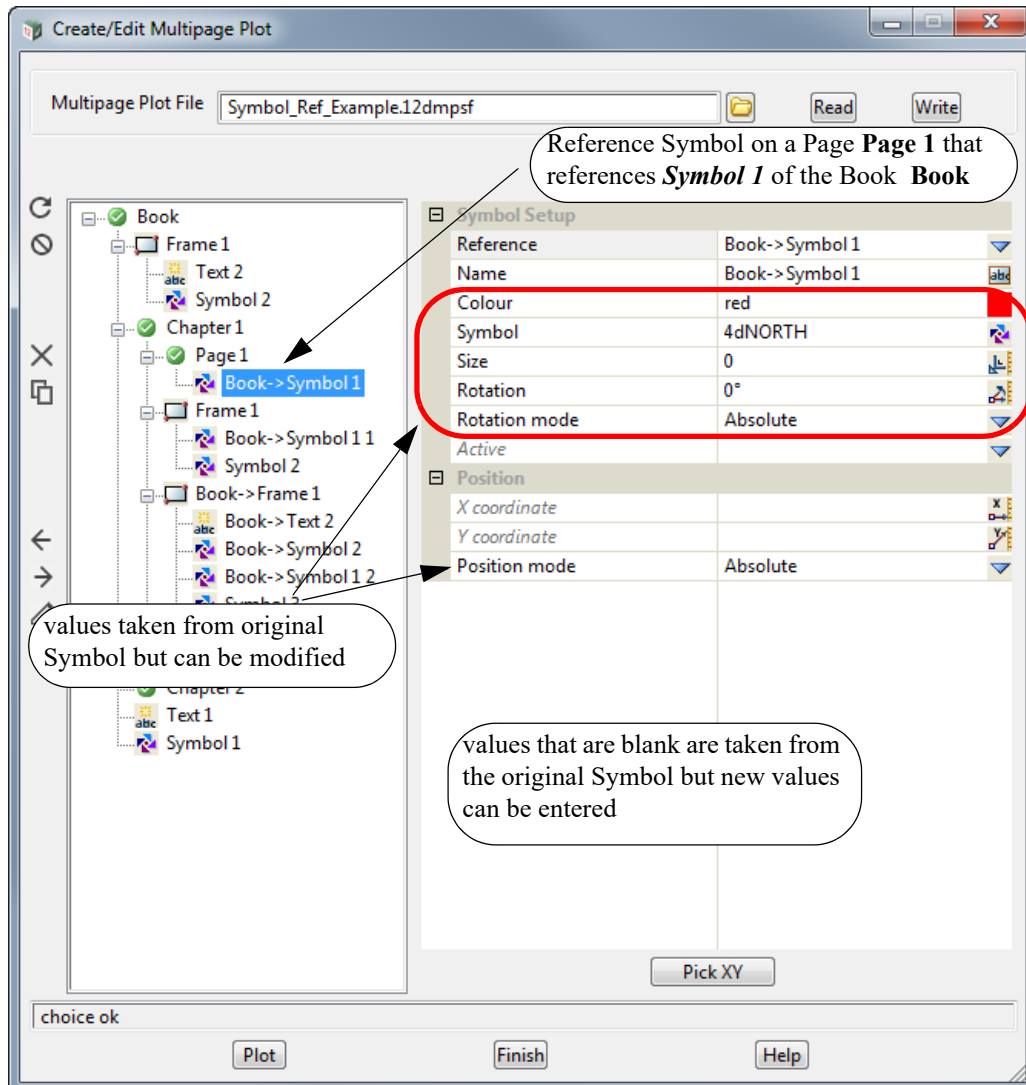 Create/Edit Multipage Plot
Multipage Plot File
Symbol_Ref_Example.12dmpsf
Read
Write
Reference Symbol on a Page Page 1 that
references Symbol 1 of the Book Book
Book
Frame 1
Text 2
Symbol 2
Chapter 1
Page 1
Book->Symbol 1
Frame 1
Book->Symbol 1 1
Symbol 2
Book->Frame 1
Book->Text 2
Book->Symbol 2
Book->Symbol 1 2
values taken from original
Symbol but can be modified
Chapter 2
Text 1
Symbol 1
Symbol Setup
Reference Book->Symbol 1
Name Book->Symbol 1
Colour red
Symbol 4dNORTH
Size 0
Rotation 0°
Rotation mode Absolute
Active
Position
X coordinate
Y coordinate
Position mode Absolute
values that are blank are taken from
the original Symbol but new values
can be entered
Pick XY
choice ok
Plot
Finish
Help